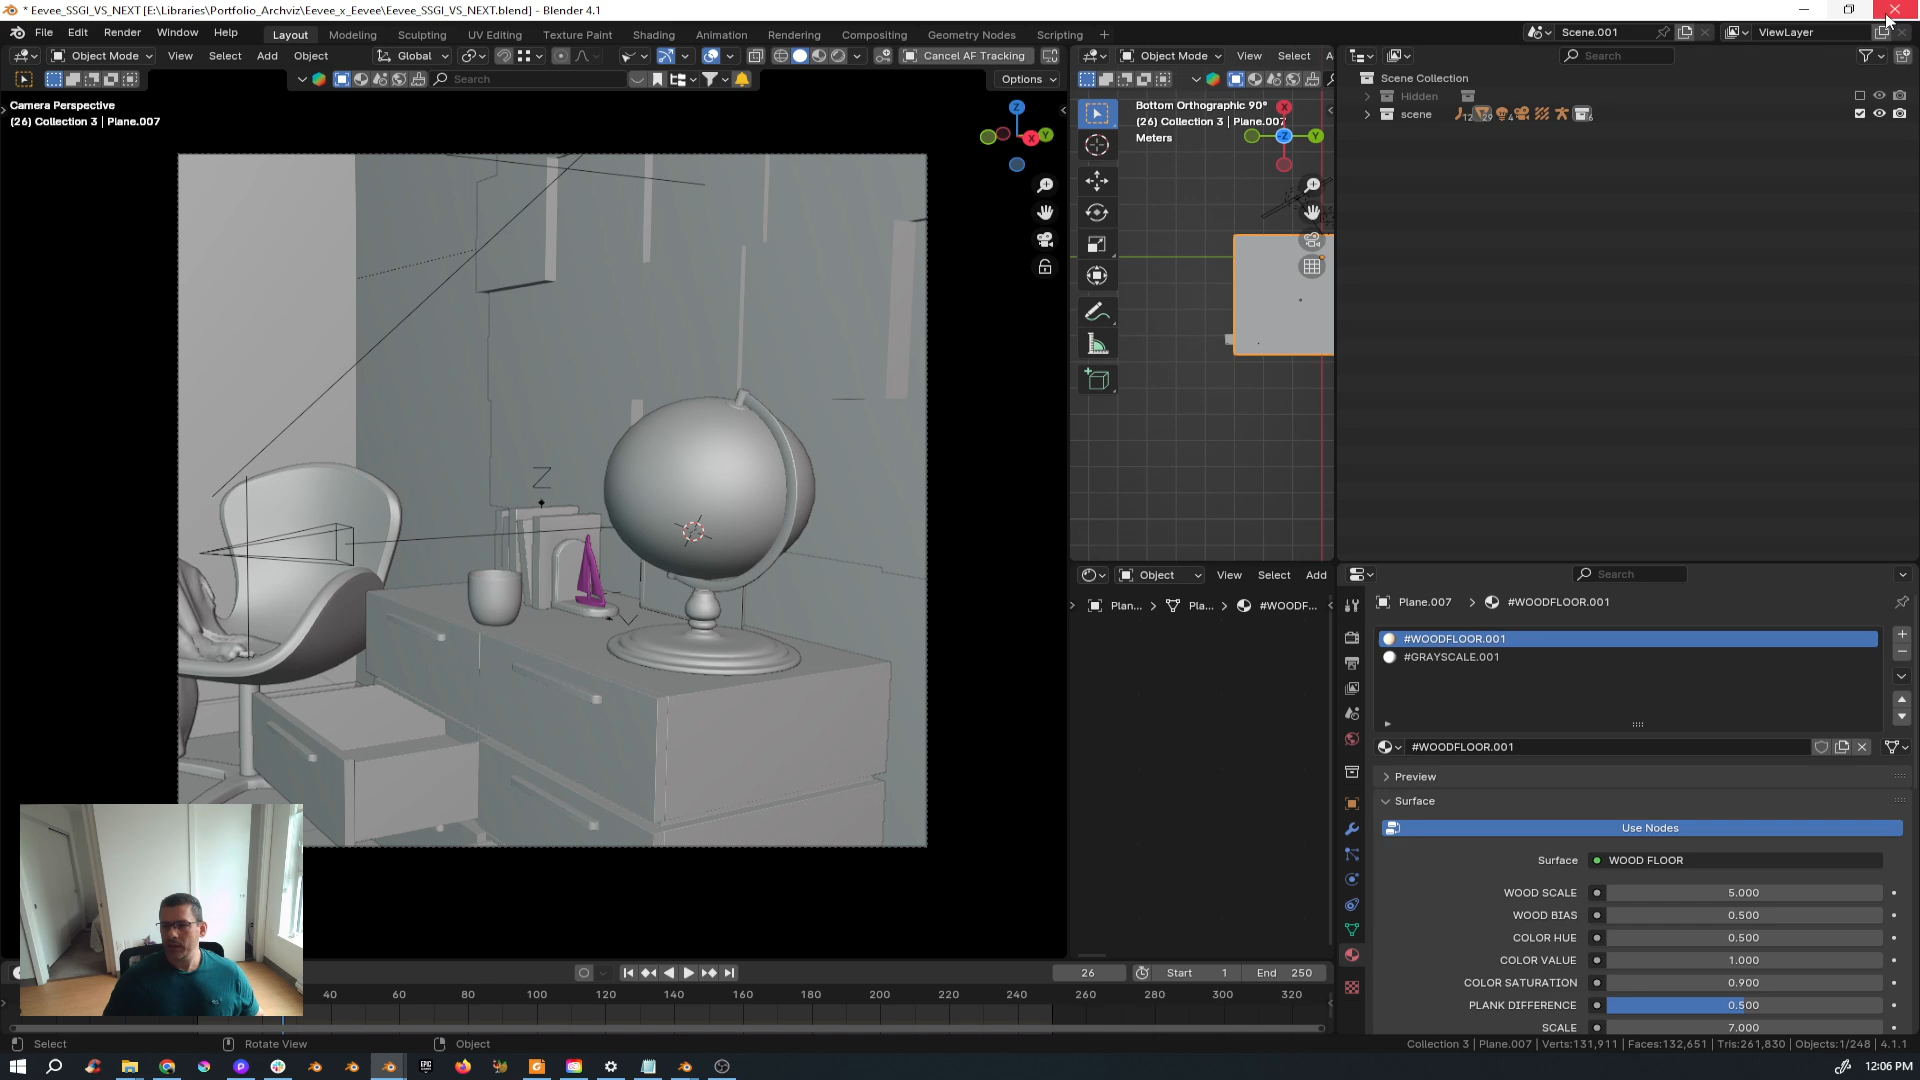 * Eevee_SSGI_VS_NEXT [E:\Libraries\Portfolio_Archviz\Eevee_x_Eevee\Eevee_SSGI_VS_NEXT.blend] - Blender 4.1
File Edit Render Window Help Layout Modeling Sculpting UV Editing Texture Paint Shading Animation Rendering Compositing Geometry Nodes Scripting + Scene.001 ViewLayer
Object Mode View Select Add Object Global Cancel AF Tracking Object Mode View Select A Search
Search Options
Camera Perspective
(26) Collection 3 | Plane.007
Z
X
Y
Bottom Orthographic 90°
(26) Collection 3 | Plane.007
Meters
X
-Z
Y
Scene Collection
Hidden
scene 12 29 4 6
Z
Object View Select Add
Plan... Pla... #WOODF...
Search
Plane.007 #WOODFLOOR.001
#WOODFLOOR.001
#GRAYSCALE.001
#WOODFLOOR.001
Preview
Surface
Use Nodes
Surface WOOD FLOOR
WOOD SCALE 5.000
WOOD BIAS 0.500
COLOR HUE 0.500
COLOR VALUE 1.000
COLOR SATURATION 0.900
PLANK DIFFERENCE 0.500
SCALE 7.000
26 Start 1 End 250
40 60 80 100 120 140 160 180 200 220 240 260 280 300 320
Select Rotate View Object Collection 3 | Plane.007 | Verts:131,911 | Faces:132,651 | Tris:261,830 | Objects:1/248 | 4.1.1
EPIC
12:06 PM